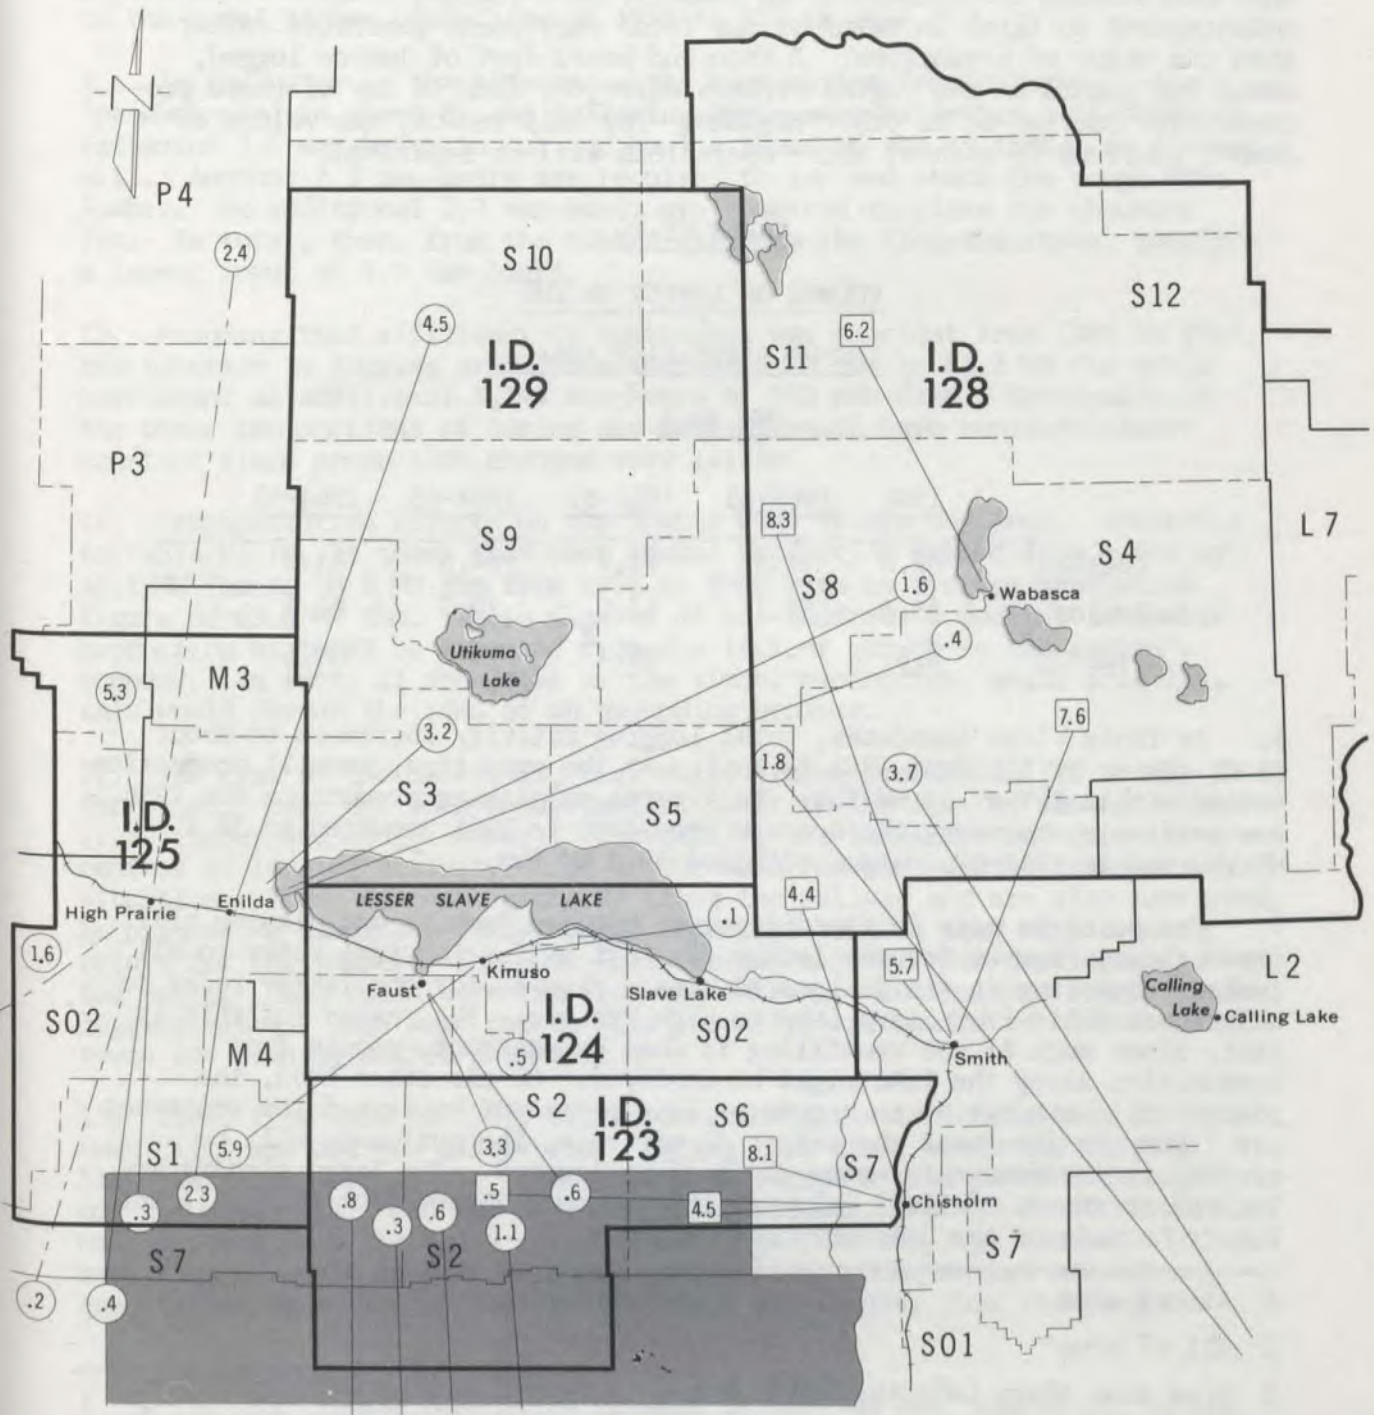 P4
2.4
S 10
S12
4.5
6.2
S11
I.D.
129
I.D.
128
P3
8.3
L 7
S 9
S 4
S 8
1.6
Wabasca
.4
Utikuma
Lake
M3
5.3
3.2
7.6
1.8
3.7
S 3
S 5
I.D.
125
4.4
LESSER SLAVE LAKE
High Prairie
Enilda
.1
1.6
Kinuso
5.7
L 2
Faust
Slave Lake
Calling
Lake
Calling Lake
S02
S02
I.D.
124
M 4
.5
Smith
S 2
S 6
I.D.
123
5.9
3.3
8.1
S1
S 7
2.3
.3
.8
.3
.6
.5
1.1
.6
4.5
Chisholm
S 7
S 2
S 7
.2
.4
S01